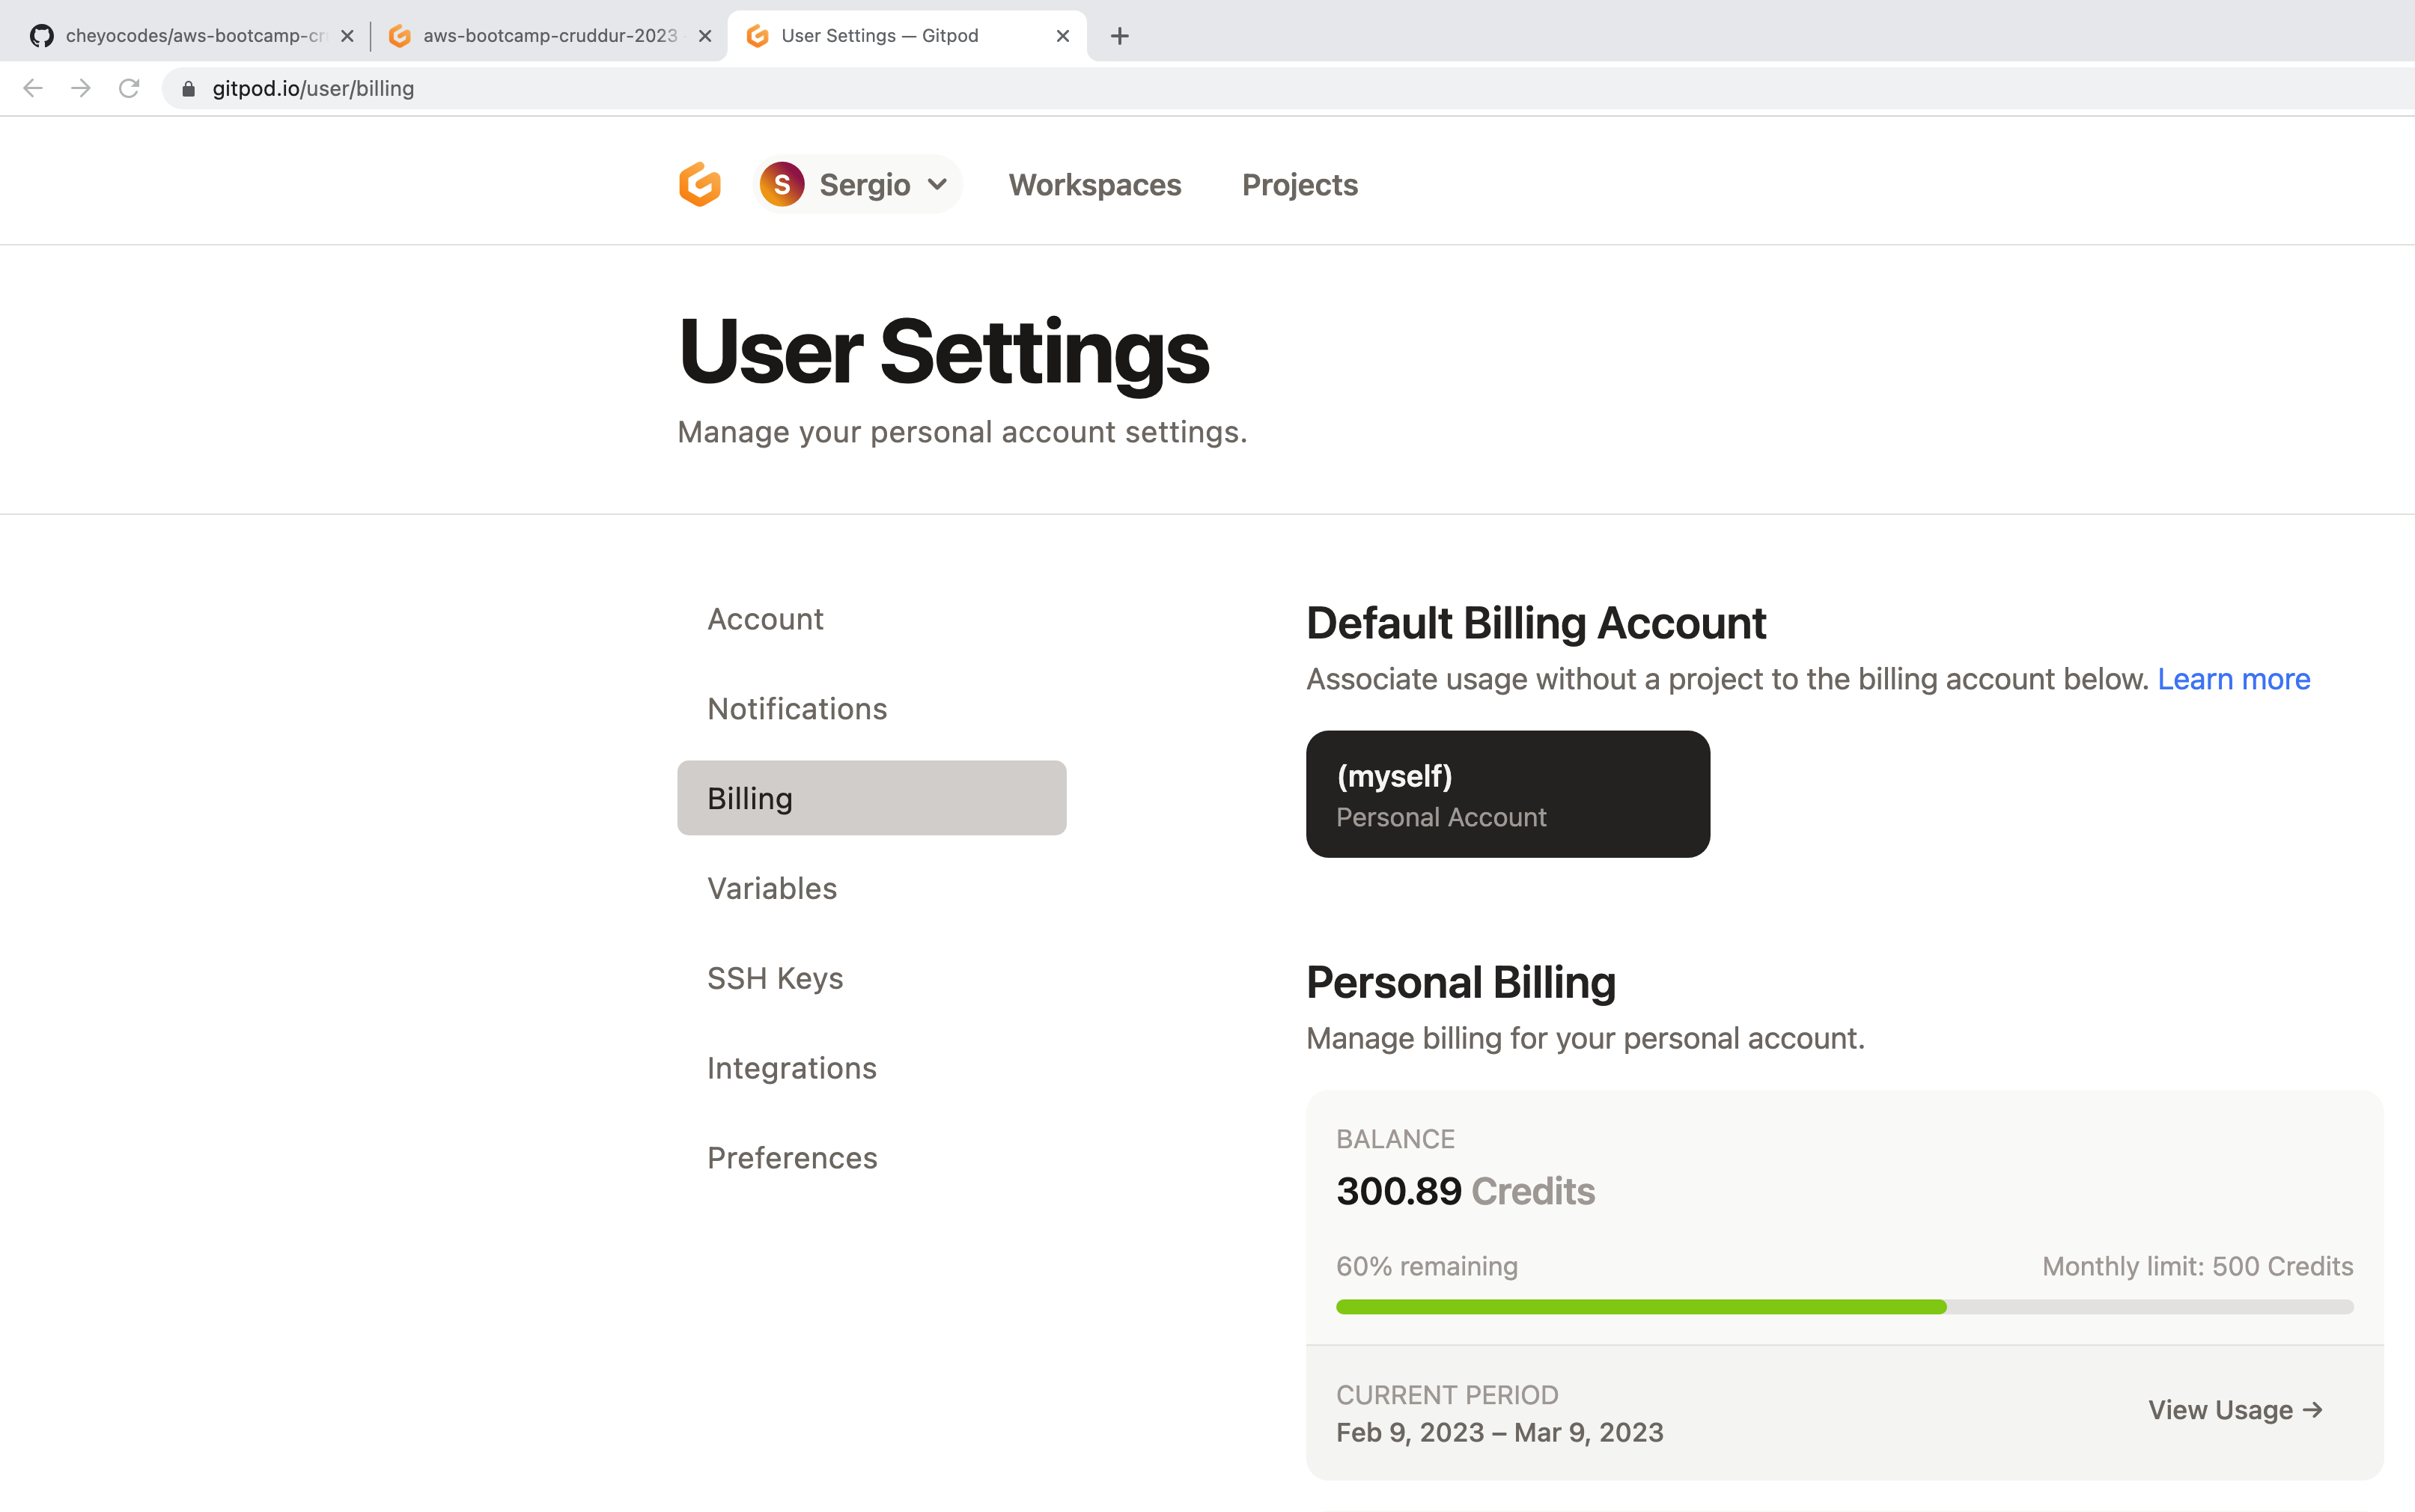 cheyocodes/aws-bootcamp-cr
aws-bootcamp-cruddur-2023
User Settings — Gitpod
gitpod.io/user/billing
S
Sergio
Workspaces
Projects
User Settings
Manage your personal account settings.
Account
Notifications
Billing
Variables
SSH Keys
Integrations
Preferences
Default Billing Account
Associate usage without a project to the billing account below. Learn more
(myself)
Personal Account
Personal Billing
Manage billing for your personal account.
BALANCE
300.89 Credits
60% remaining
Monthly limit: 500 Credits
CURRENT PERIOD
Feb 9, 2023 – Mar 9, 2023
View Usage →